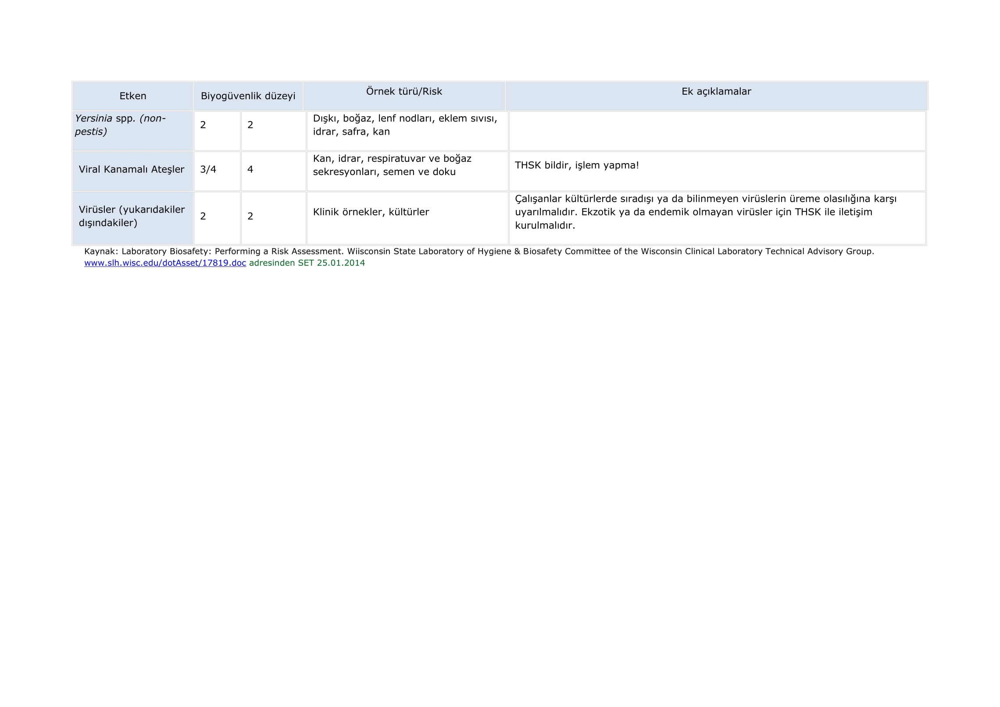 Etken Biyogüvenlik düzeyi Örnek türü/Risk Ek açıklamalar
Yersinia spp. (non-
pestis)
2 2
Dışkı, boğaz, lenf nodları, eklem sıvısı,
idrar, safra, kan
Viral Kanamalı Ateşler 3/4 4
Kan, idrar, respiratuvar ve boğaz
sekresyonları, semen ve doku
THSK bildir, işlem yapma!
Virüsler (yukarıdakiler
dışındakiler)
2 2
Klinik örnekler, kültürler
Çalışanlar kültürlerde sıradışı ya da bilinmeyen virüslerin üreme olasılığına karşı
uyarılmalıdır. Ekzotik ya da endemik olmayan virüsler için THSK ile iletişim
kurulmalıdır.
Kaynak: Laboratory Biosafety: Performing a Risk Assessment. Wiisconsin State Laboratory of Hygiene & Biosafety Committee of the Wisconsin Clinical Laboratory Technical Advisory Group.
www.slh.wisc.edu/dotAsset/17819.doc adresinden SET 25.01.2014